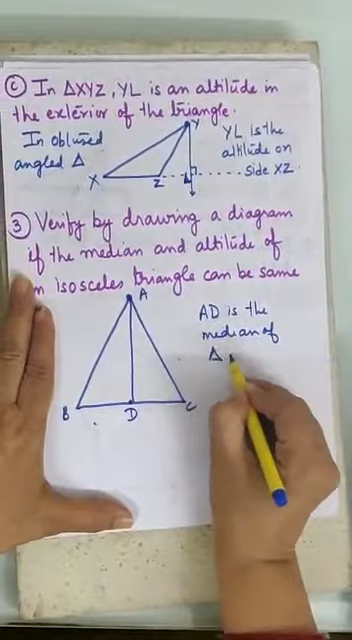 C In ΔXYZ, YL is an altitude in
the exterior of the triangle.
In obtused
angled Δ
YL is the
altitude on
side XZ
X
Y
Z
L
3 Verify by drawing a diagram
if the median and altitude of
isosceles triangle can be same
A
B
D
C
AD is the
median of
Δ